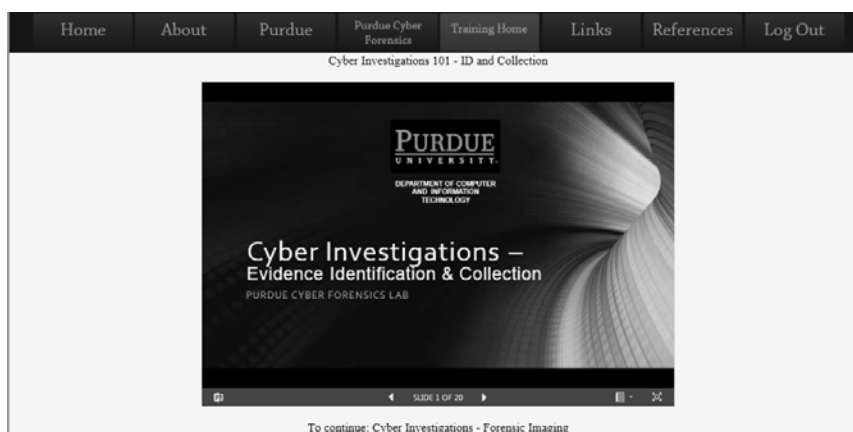 Home About Purdue Purdue Cyber Forensics Training Home Links References Log Out
Cyber Investigations 101 - ID and Collection
PURDUE
UNIVERSITY.
DEPARTMENT OF COMPUTER
AND INFORMATION
TECHNOLOGY
Cyber Investigations –
Evidence Identification & Collection
PURDUE CYBER FORENSICS LAB
SLIDE 1 OF 20
To continue: Cyber Investigations - Forensic Imaging